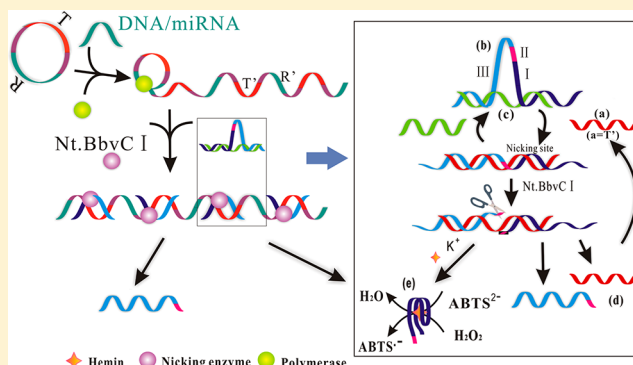 DNA/miRNA
T
R
T' R'
Nt.BbvC I
(b)
II
III
I
(c)
(a)
(a=T')
Nicking site
Nt.BbvC I
K⁺
(e)
H₂O
ABTS²⁻
(d)
H₂O₂
ABTS·⁻
Hemin Nicking enzyme Polymerase